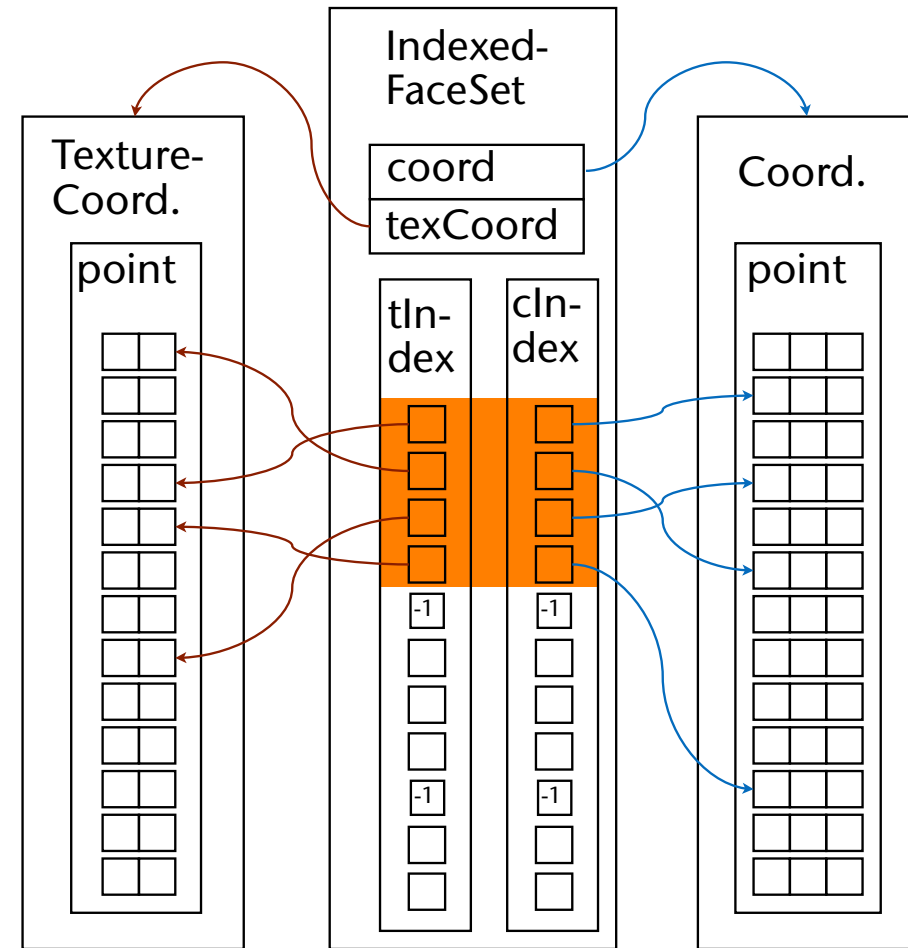 Indexed-
FaceSet
coord
texCoord
Texture-
Coord.
point
tIn-
dex
-1
-1
cIn-
dex
-1
-1
Coord.
point